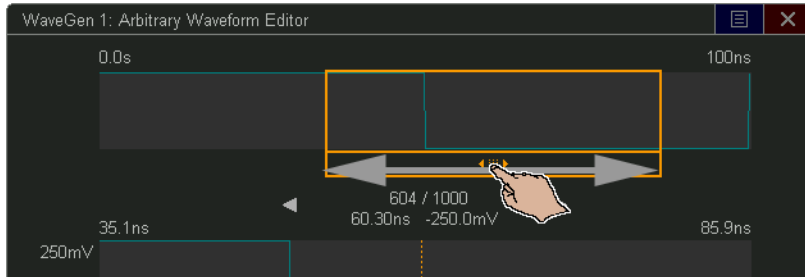 WaveGen 1: Arbitrary Waveform Editor
0.0s 100ns
604 / 1000
60.30ns -250.0mV
35.1ns 85.9ns
250mV